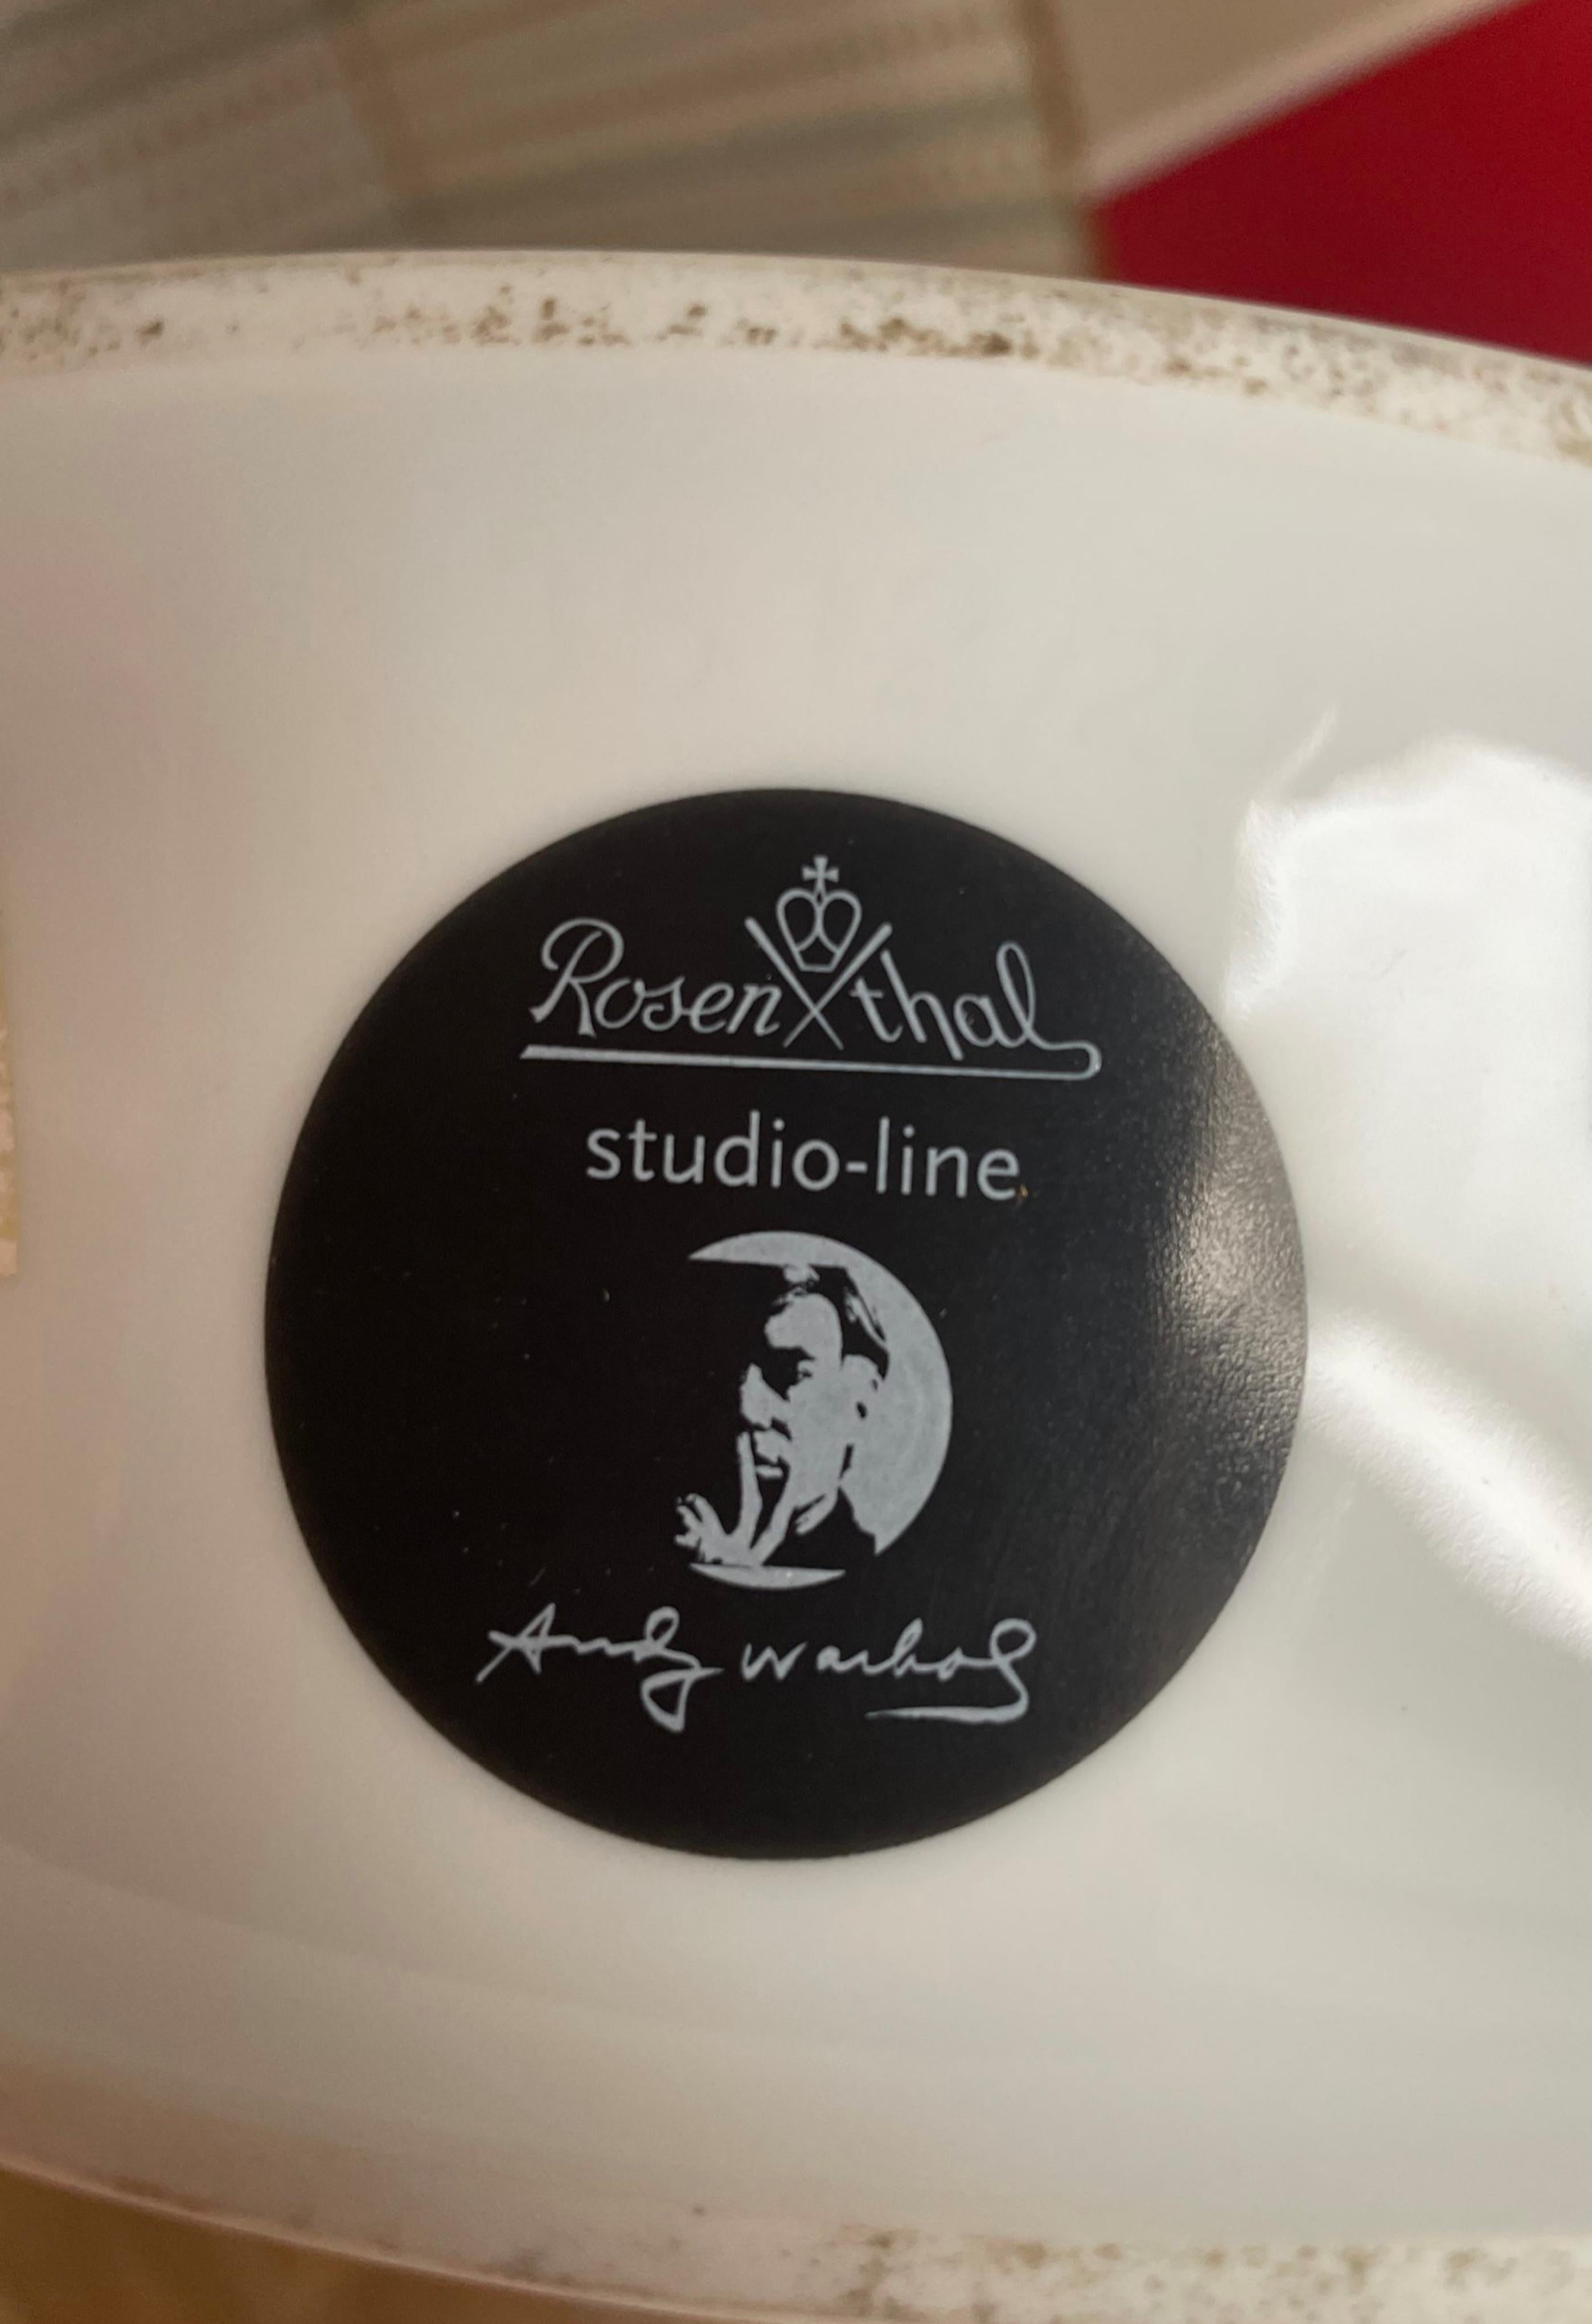 Rosenthal
studio-line
Andy Warhol